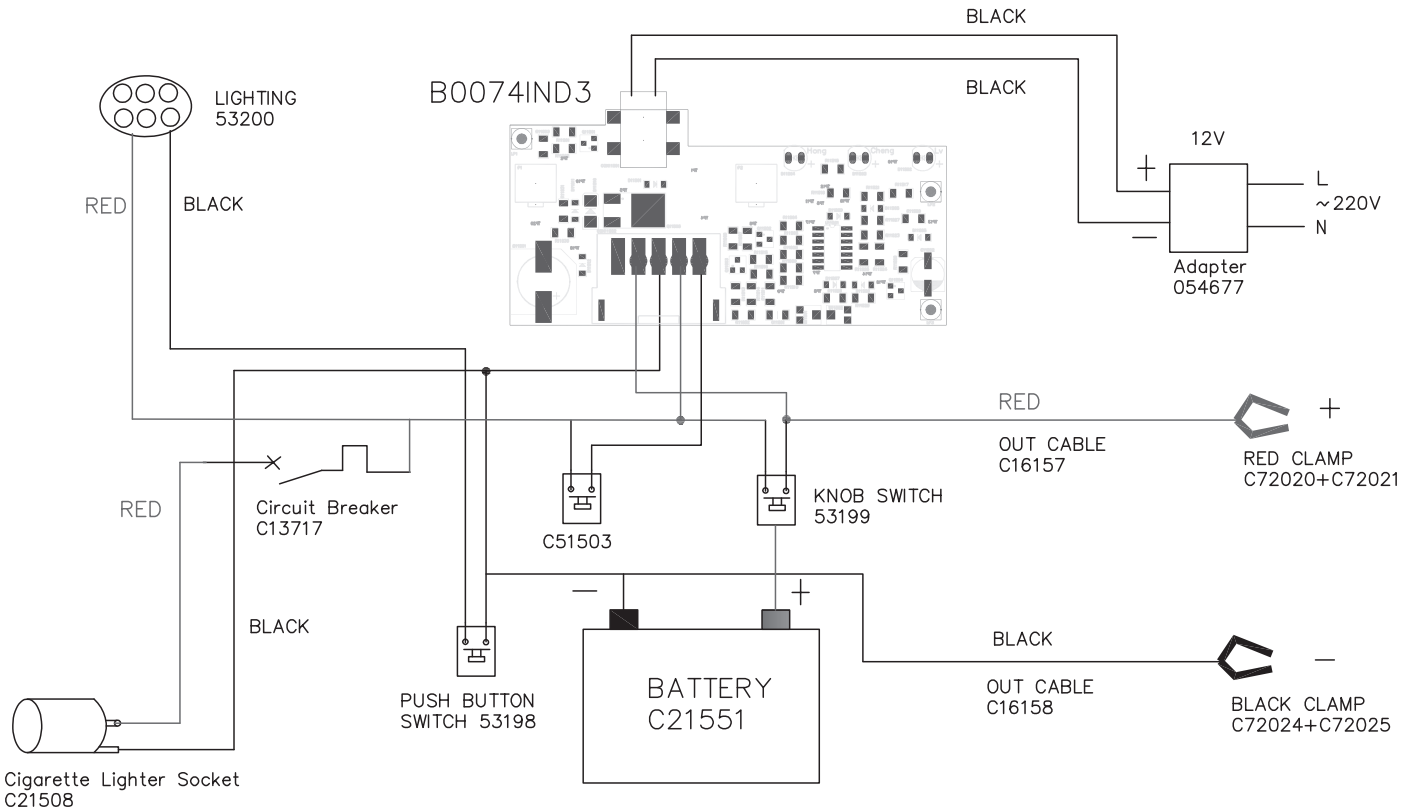 BLACK
B0074IND3
BLACK
LIGHTING
53200
12V
+
L
~220V
N
RED
BLACK
−
Adapter
054677
RED
+
OUT CABLE
C16157
RED CLAMP
C72020+C72021
RED
Circuit Breaker
C13717
KNOB SWITCH
53199
C51503
−
+
BLACK
BLACK
−
PUSH BUTTON
SWITCH 53198
BATTERY
C21551
OUT CABLE
C16158
BLACK CLAMP
C72024+C72025
Cigarette Lighter Socket
C21508